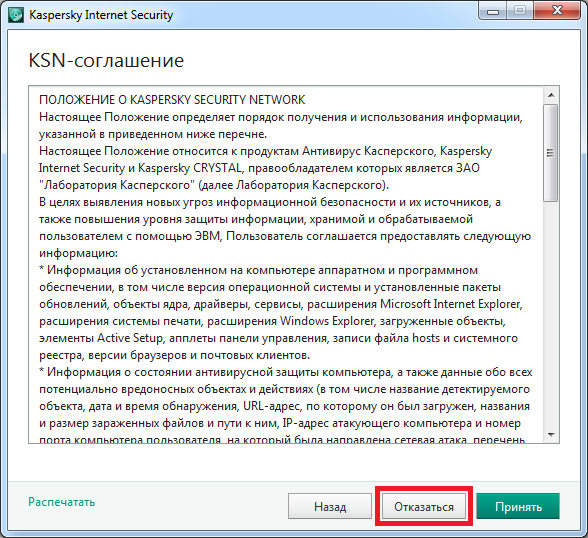 Kaspersky Internet Security
KSN-соглашение
ПОЛОЖЕНИЕ О KASPERSKY SECURITY NETWORK
Настоящее Положение определяет порядок получения и использования информации,
указанной в приведенном ниже перечне.
Настоящее Положение относится к продуктам Антивирус Касперского, Kaspersky
Internet Security и Kaspersky CRYSTAL, правообладателем которых является ЗАО
"Лаборатория Касперского" (далее Лаборатория Касперского).
В целях выявления новых угроз информационной безопасности и их источников, а
также повышения уровня защиты информации, хранимой и обрабатываемой
пользователем с помощью ЭВМ, Пользователь соглашается предоставлять следующую
информацию:
* Информация об установленном на компьютере аппаратном и программном
обеспечении, в том числе версия операционной системы и установленные пакеты
обновлений, объекты ядра, драйверы, сервисы, расширения Microsoft Internet Explorer,
расширения системы печати, расширения Windows Explorer, загруженные объекты,
элементы Active Setup, апплеты панели управления, записи файла hosts и системного
реестра, версии браузеров и почтовых клиентов.
* Информация о состоянии антивирусной защиты компьютера, а также данные обо всех
потенциально вредоносных объектах и действиях (в том числе название детектируемого
объекта, дата и время обнаружения, URL-адрес, по которому он был загружен, названия
и размер зараженных файлов и пути к ним, IP-адрес атакующего компьютера и номер
порта компьютера пользователя, на который была направлена сетевая атака, перечень
Распечатать
Назад
Отказаться
Принять